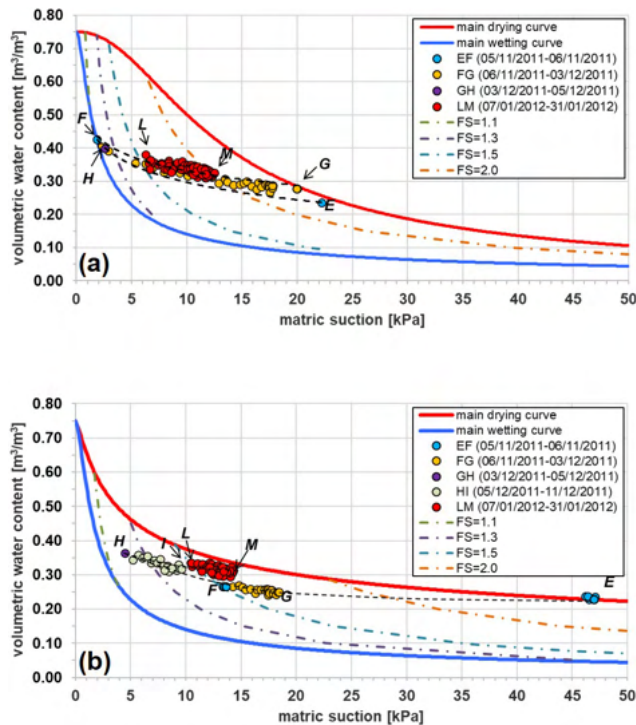 0.80
0.70
0.60
0.50
0.40
0.30
0.20
0.10
0.00
volumetric water content [m³/m³]
main drying curve
main wetting curve
EF (05/11/2011-06/11/2011)
FG (06/11/2011-03/12/2011)
GH (03/12/2011-05/12/2011)
LM (07/01/2012-31/01/2012)
FS=1.1
FS=1.3
FS=1.5
FS=2.0
F
L
M
G
H
E
(a)
0 5 10 15 20 25 30 35 40 45 50
matric suction [kPa]
0.80
0.70
0.60
0.50
0.40
0.30
0.20
0.10
0.00
volumetric water content [m³/m³]
main drying curve
main wetting curve
EF (05/11/2011-06/11/2011)
FG (06/11/2011-03/12/2011)
GH (03/12/2011-05/12/2011)
HI (05/12/2011-11/12/2011)
LM (07/01/2012-31/01/2012)
FS=1.1
FS=1.3
FS=1.5
FS=2.0
H
I
L
M
F
G
E
(b)
0 5 10 15 20 25 30 35 40 45 50
matric suction [kPa]